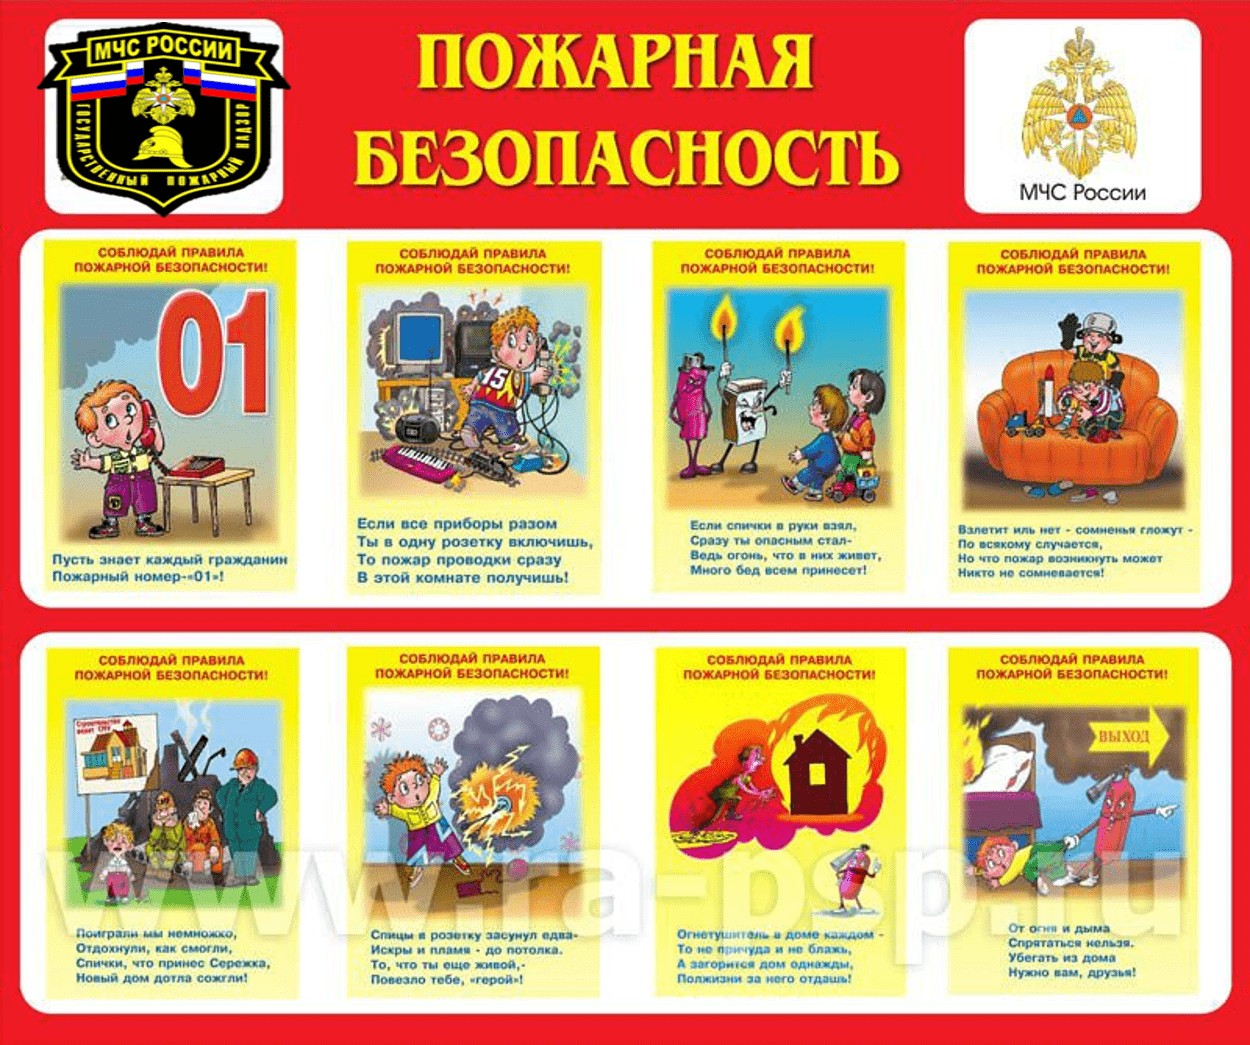 МЧС РОССИИ
ГОСУДАРСТВЕННЫЙ ПОЖАРНЫЙ НАДЗОР
ПОЖАРНАЯ
БЕЗОПАСНОСТЬ
МЧС России
СОБЛЮДАЙ ПРАВИЛА
ПОЖАРНОЙ БЕЗОПАСНОСТИ!
01
Пусть знает каждый гражданин
Пожарный номер-«01»!
СОБЛЮДАЙ ПРАВИЛА
ПОЖАРНОЙ БЕЗОПАСНОСТИ!
15
Если все приборы разом
Ты в одну розетку включишь,
То пожар проводки сразу
В этой комнате получишь!
СОБЛЮДАЙ ПРАВИЛА
ПОЖАРНОЙ БЕЗОПАСНОСТИ!
Если спички в руки взял,
Сразу ты опасным стал-
Ведь огонь, что в них живет,
Много бед всем принесет!
СОБЛЮДАЙ ПРАВИЛА
ПОЖАРНОЙ БЕЗОПАСНОСТИ!
Взлетит иль нет - сомненья гложут -
По всякому случается,
Но что пожар возникнуть может
Никто не сомневается!
СОБЛЮДАЙ ПРАВИЛА
ПОЖАРНОЙ БЕЗОПАСНОСТИ!
Строительство
ведет СМУ
Поиграли мы немножко,
Отдохнули, как смогли,
Спички, что принес Сережка,
Новый дом дотла сожгли!
СОБЛЮДАЙ ПРАВИЛА
ПОЖАРНОЙ БЕЗОПАСНОСТИ!
Спицы в розетку засунул едва-
Искры и пламя - до потолка.
То, что ты еще живой,-
Повезло тебе, «герой»!
СОБЛЮДАЙ ПРАВИЛА
ПОЖАРНОЙ БЕЗОПАСНОСТИ!
Огнетушитель в доме каждом -
То не причуда и не блажь,
А загорится дом однажды,
Полжизни за него отдашь!
СОБЛЮДАЙ ПРАВИЛА
ПОЖАРНОЙ БЕЗОПАСНОСТИ!
ВЫХОД
От огня и дыма
Спрятаться нельзя.
Убегать из дома
Нужно вам, друзья!
www.ra-psp.ru